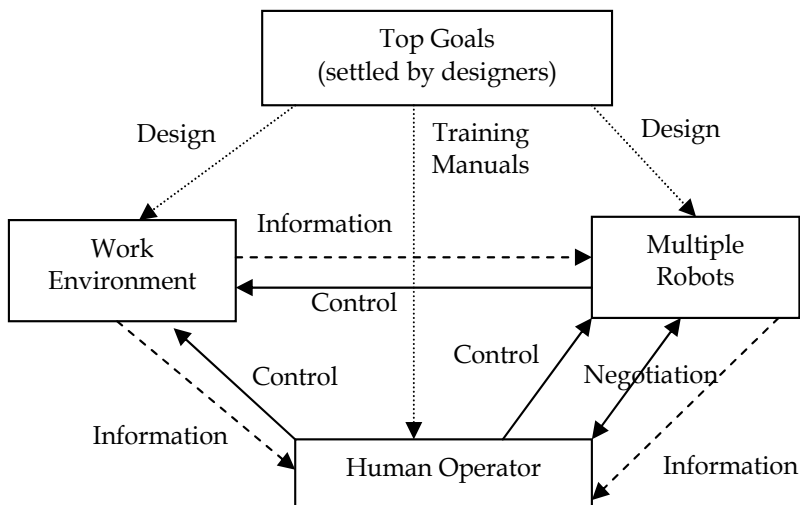 Top Goals
(settled by designers)
Design
Training
Manuals
Design
Information
Work
Environment
Multiple
Robots
Control
Control
Control
Negotiation
Information
Human Operator
Information